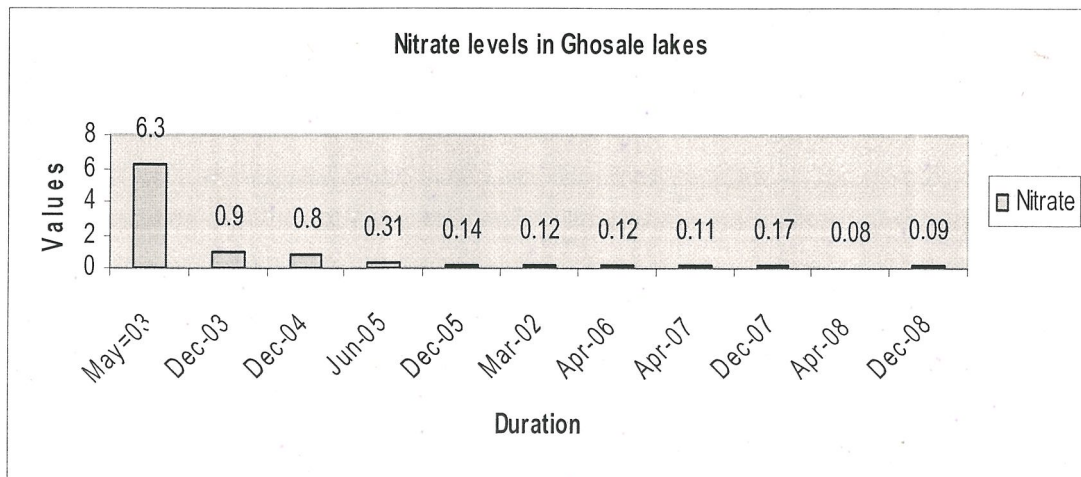 Nitrate levels in Ghosale lakes
8
6
4
2
0
Values
6.3
0.9
0.8
0.31
0.14
0.12
0.12
0.11
0.17
0.08
0.09
Nitrate
May=03
Dec-03
Dec-04
Jun-05
Dec-05
Mar-02
Apr-06
Apr-07
Dec-07
Apr-08
Dec-08
Duration